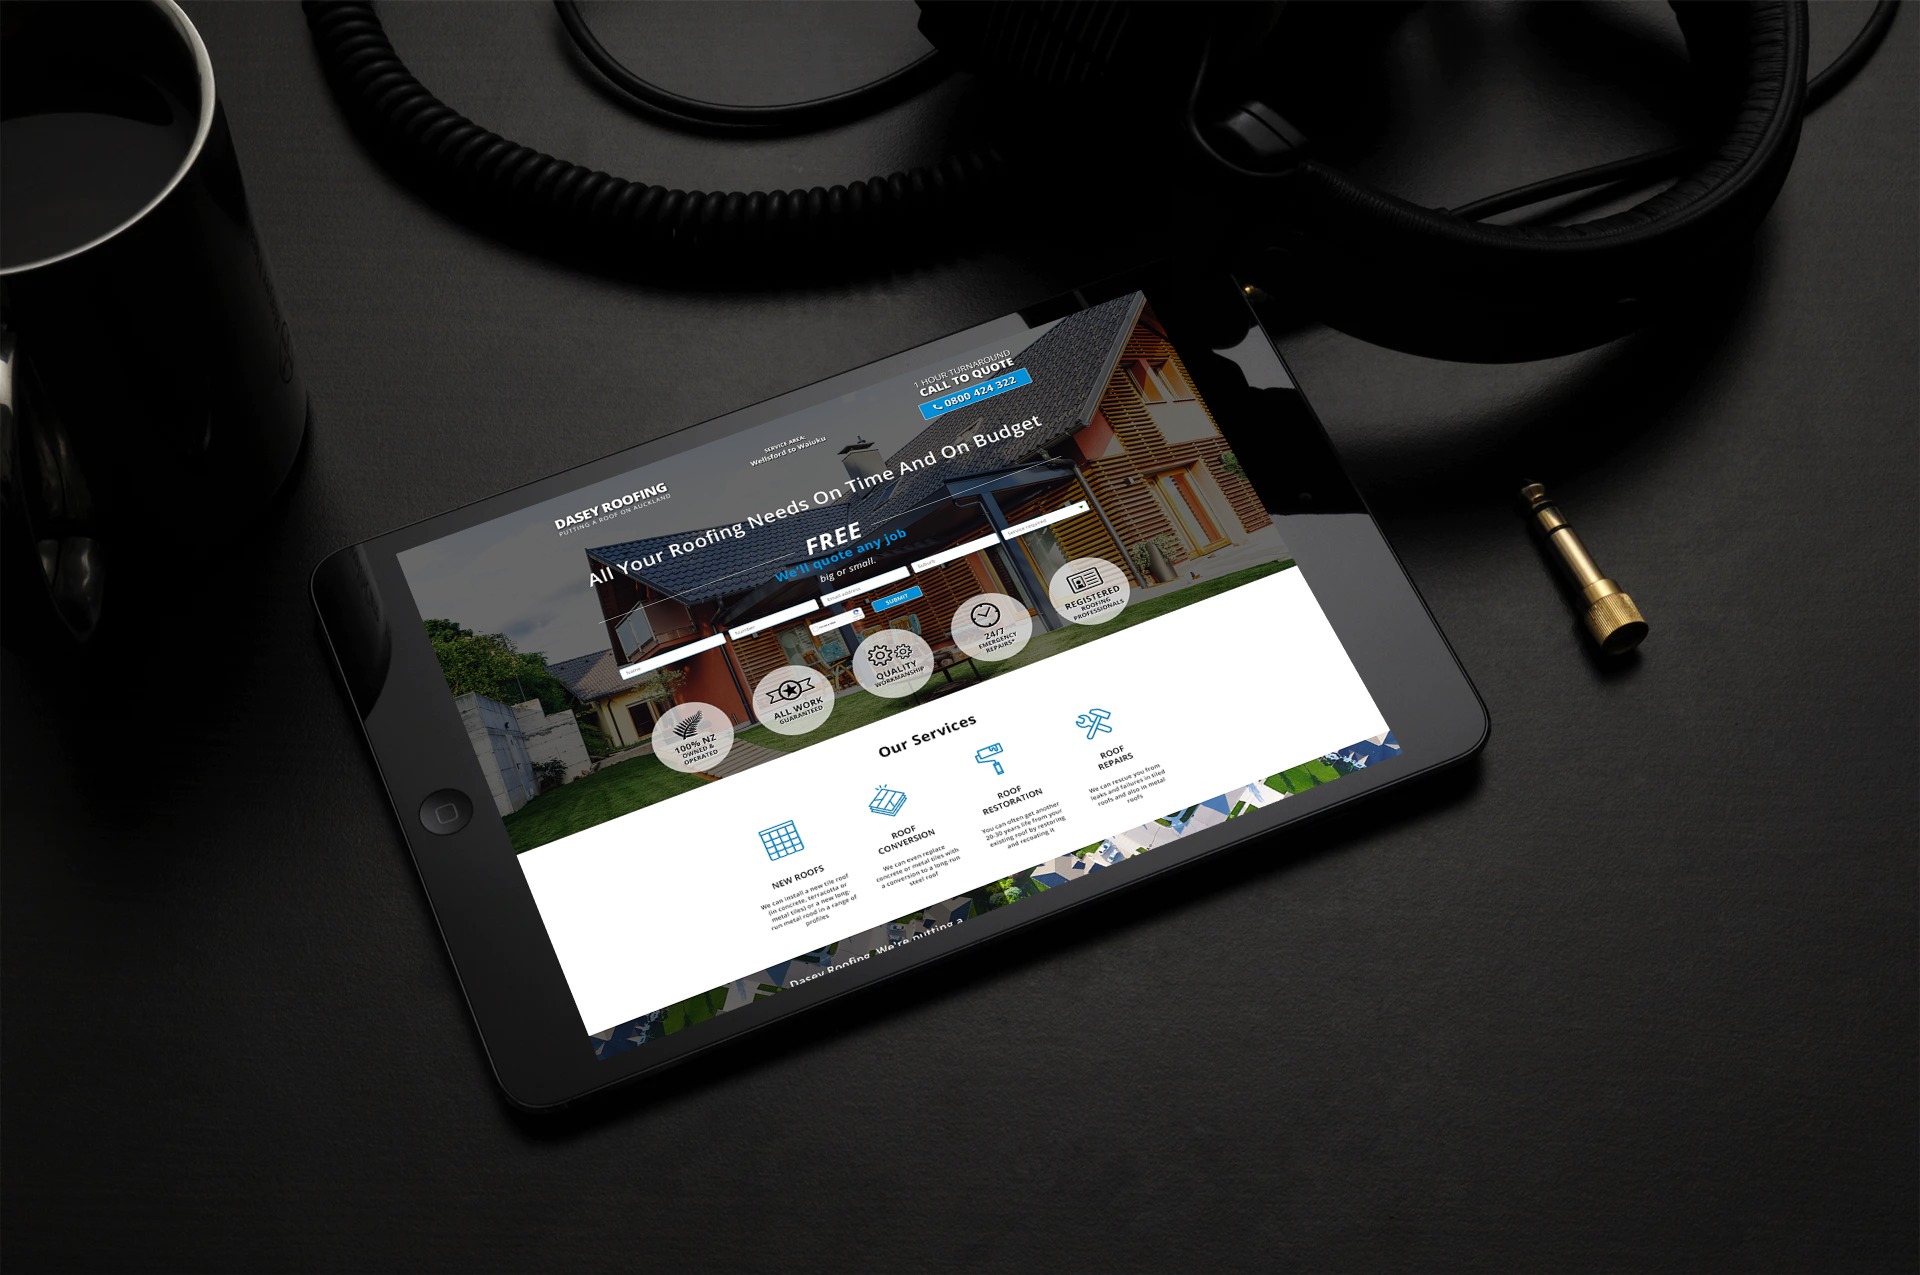 1 HOUR TURNAROUND
CALL TO QUOTE
0800 424 322
SERVICE AREA:
Wellsford to Waiuku
DASEY ROOFING
PUTTING A ROOF ON AUCKLAND
All Your Roofing Needs On Time And On Budget
FREE
We'll quote any job
big or small.
Name
Number
Email address
Suburb
Service required
SUBMIT
100% NZ
OWNED &
OPERATED
ALL WORK
GUARANTEED
QUALITY
WORKMANSHIP
24/7
EMERGENCY
REPAIRS*
REGISTERED
ROOFING
PROFESSIONALS
Our Services
NEW ROOFS
We can install a new tile roof
(in concrete, terracotta or
metal tiles) or a new long-
run metal rood in a range of
profiles
ROOF
CONVERSION
We can even replace
concrete or metal tiles with
a conversion to a long-run
steel roof
ROOF
RESTORATION
You can often get another
20-30 years life from your
existing roof by restoring
and recoating it
ROOF
REPAIRS
We can rescue you from
leaks and failures in tiled
roofs and also in metal
roofs
Dasey Roofing. We're putting a